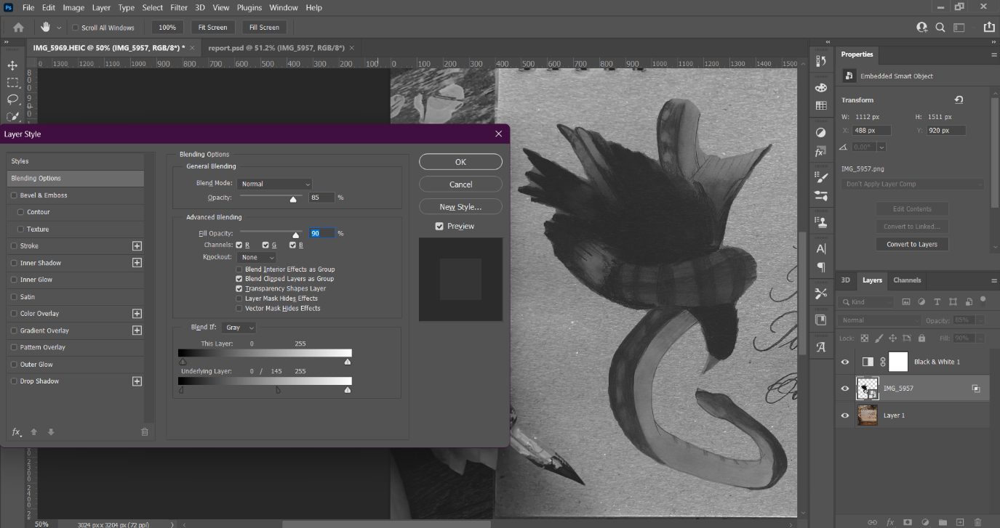 Ps File Edit Image Layer Type Select Filter 3D View Plugins Window Help
Scroll All Windows 100% Fit Screen Fill Screen
IMG_5969.HEIC @ 50% (IMG_5957, RGB/8*) * × report.psd @ 51.2% (IMG_5957, RGB/8*) ×
0 1300 1200 1100 1000 900 800 700 600 500 400 300 200 100 0 100 200 300 400 500 600 700 800 900 1000 1100 1200 1300 1400 1500
Layer Style
Styles
Blending Options
Bevel & Emboss
Contour
Texture
Stroke
Inner Shadow
Inner Glow
Satin
Color Overlay
Gradient Overlay
Pattern Overlay
Outer Glow
Drop Shadow
fx
Blending Options
General Blending
Blend Mode: Normal
Opacity: 85 %
Advanced Blending
Fill Opacity: 90 %
Channels: R G B
Knockout: None
Blend Interior Effects as Group
Blend Clipped Layers as Group
Transparency Shapes Layer
Layer Mask Hides Effects
Vector Mask Hides Effects
Blend If: Gray
This Layer: 0 255
Underlying Layer: 0 / 145 255
OK
Cancel
New Style...
Preview
Properties
Embedded Smart Object
Transform
W: 1112 px H: 1511 px
X: 488 px Y: 920 px
0.00°
IMG_5957.png
Don't Apply Layer Comp
Edit Contents
Convert to Linked...
Convert to Layers
3D Layers Channels
Kind
Normal Opacity: 85%
Lock: Fill: 90%
Black & White 1
IMG_5957
Layer 1
fx
50% 3024 px x 3204 px (72 ppi)